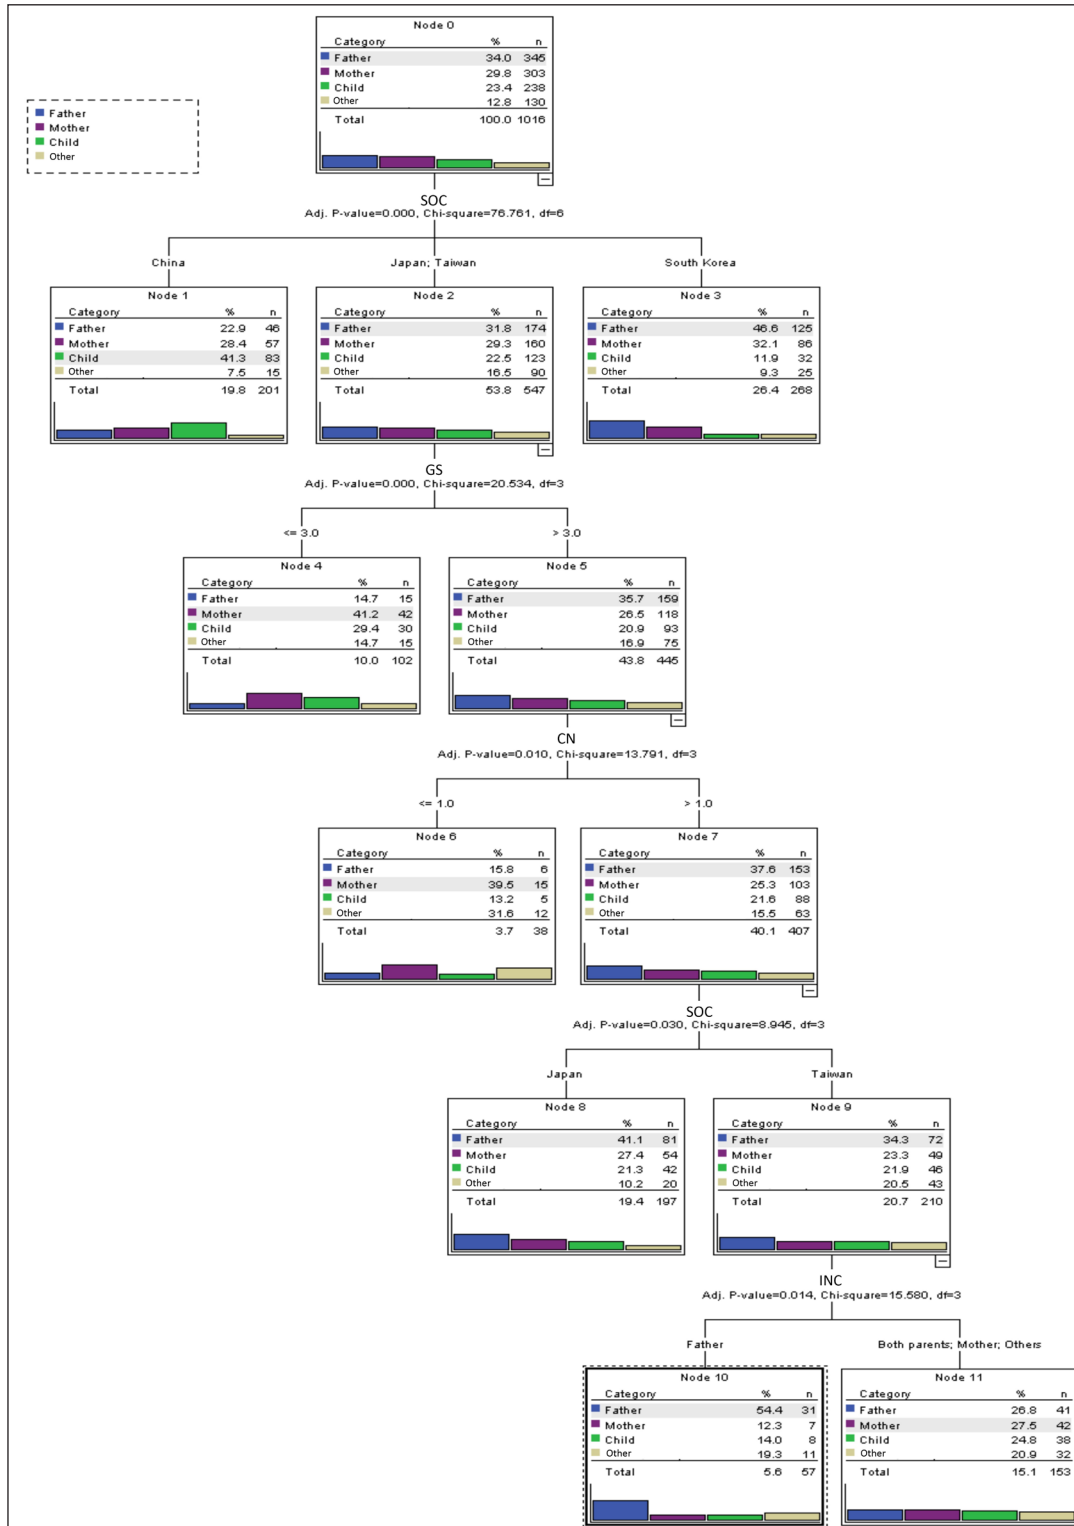 Node 0
Category % n
Father 34.0 345
Mother 29.8 303
Child 23.4 238
Other 12.8 130
Total 100.0 1016
Father
Mother
Child
Other
SOC
Adj. P-value=0.000, Chi-square=76.761, df=6
China
Japan; Taiwan
South Korea
Node 1
Category % n
Father 22.9 46
Mother 28.4 57
Child 41.3 83
Other 7.5 15
Total 19.8 201
Node 2
Category % n
Father 31.8 174
Mother 29.3 160
Child 22.5 123
Other 16.5 90
Total 53.8 547
Node 3
Category % n
Father 46.6 125
Mother 32.1 86
Child 11.9 32
Other 9.3 25
Total 26.4 268
GS
Adj. P-value=0.000, Chi-square=20.534, df=3
<= 3.0
> 3.0
Node 4
Category % n
Father 14.7 15
Mother 41.2 42
Child 29.4 30
Other 14.7 15
Total 10.0 102
Node 5
Category % n
Father 35.7 159
Mother 26.5 118
Child 20.9 93
Other 16.9 75
Total 43.8 445
CN
Adj. P-value=0.010, Chi-square=13.791, df=3
<= 1.0
> 1.0
Node 6
Category % n
Father 15.8 6
Mother 39.5 15
Child 13.2 5
Other 31.6 12
Total 3.7 38
Node 7
Category % n
Father 37.6 153
Mother 25.3 103
Child 21.6 88
Other 15.5 63
Total 40.1 407
SOC
Adj. P-value=0.030, Chi-square=8.945, df=3
Japan
Taiwan
Node 8
Category % n
Father 41.1 81
Mother 27.4 54
Child 21.3 42
Other 10.2 20
Total 19.4 197
Node 9
Category % n
Father 34.3 72
Mother 23.3 49
Child 21.9 46
Other 20.5 43
Total 20.7 210
INC
Adj. P-value=0.014, Chi-square=15.580, df=3
Father
Both parents; Mother; Others
Node 10
Category % n
Father 54.4 31
Mother 12.3 7
Child 14.0 8
Other 19.3 11
Total 5.6 57
Node 11
Category % n
Father 26.8 41
Mother 27.5 42
Child 24.8 38
Other 20.9 32
Total 15.1 153